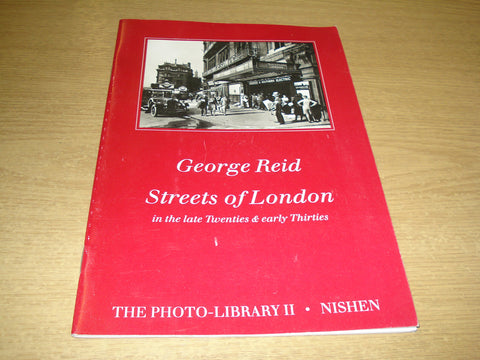 George Reid
Streets of London
in the late Twenties & early Thirties
THE PHOTO-LIBRARY II • NISHEN